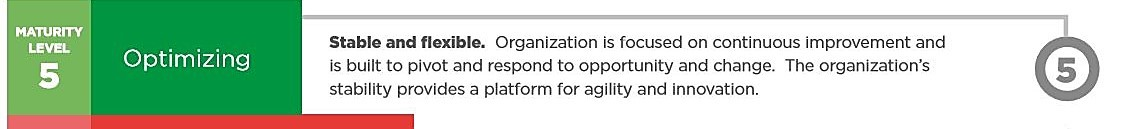 MATURITY
LEVEL
5
Optimizing
Stable and flexible. Organization is focused on continuous improvement and
is built to pivot and respond to opportunity and change. The organization's
stability provides a platform for agility and innovation.
5